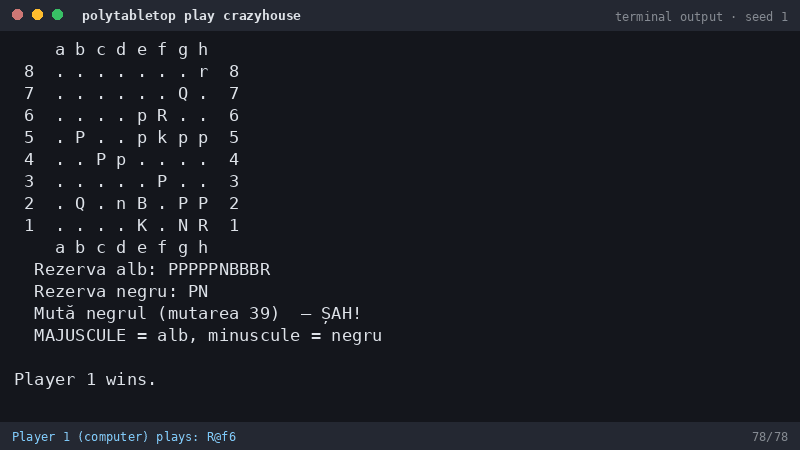 polytabletop play crazyhouse
terminal output · seed 1
a b c d e f g h
8 . . . . . . . r 8
7 . . . . . . Q . 7
6 . . . . p R . . 6
5 . P . . p k p p 5
4 . . P p . . . . 4
3 . . . . . P . . 3
2 . Q . n B . P P 2
1 . . . . K . N R 1
a b c d e f g h
Rezerva alb: PPPPPNBBBR
Rezerva negru: PN
Mută negrul (mutarea 39) — ȘAH!
MAJUSCULE = alb, minuscule = negru
Player 1 wins.
Player 1 (computer) plays: R@f6
78/78